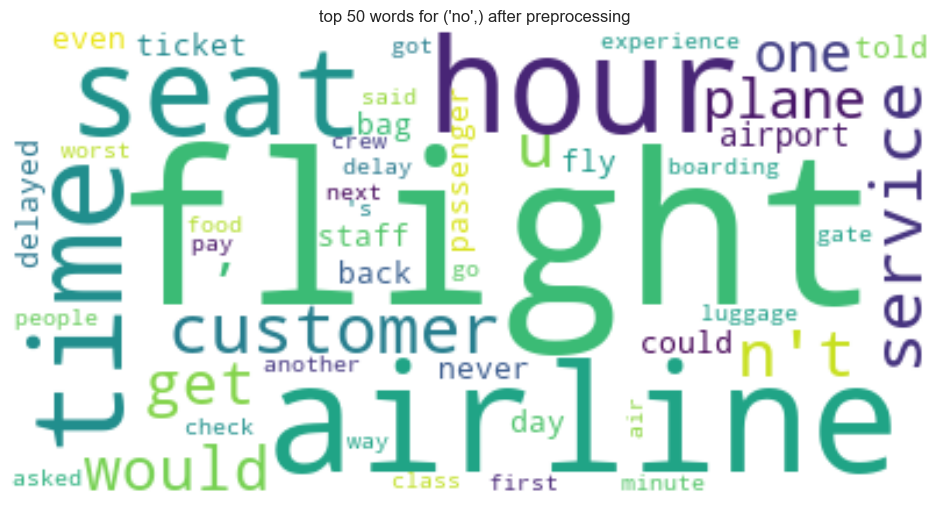 top 50 words for ('no',) after preprocessing
even
ticket
got
experience
one
told
seat
hour
said
plane
bag
passenger
airport
crew
u
service
delayed
worst
delay
fly
boarding
time
flight
next
's
food
pay
staff
gate
,
back
go
people
customer
luggage
could
n't
another
never
get
airline
check
way
day
air
would
asked
class
first
minute